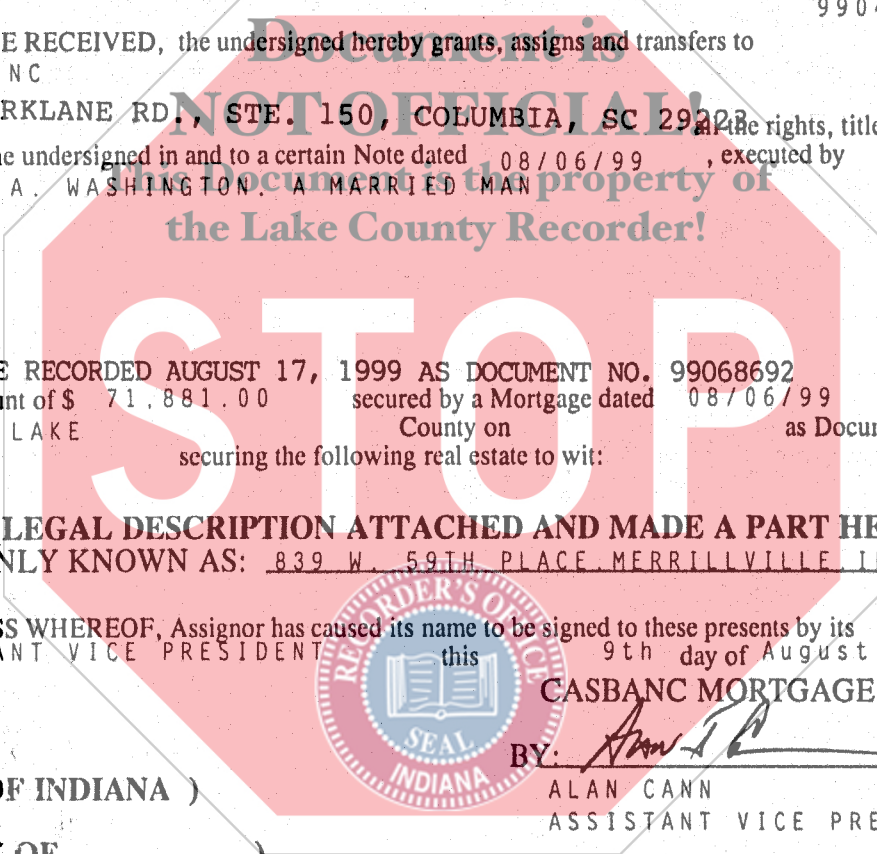 9904
Document is
E RECEIVED, the undersigned hereby grants, assigns and transfers to
NC
NOT OFFICIAL!
RKLANE RD., STE. 150, COLUMBIA, SC 29223 all the rights, title
e undersigned in and to a certain Note dated 08/06/99 , executed by
This Document is the property of
A. WASHINGTON. A MARRIED MAN
the Lake County Recorder!
STOP
E RECORDED AUGUST 17, 1999 AS DOCUMENT NO. 99068692
nt of $ 71,881.00 secured by a Mortgage dated 08/06/99
LAKE County on as Docu
securing the following real estate to wit:
LEGAL DESCRIPTION ATTACHED AND MADE A PART HE
NLY KNOWN AS: 839 W. 59TH PLACE.MERRILLVILLE.I
S WHEREOF, Assignor has caused its name to be signed to these presents by its
ANT VICE PRESIDENT this 9th day of August
CASBANC MORTGAGE
RECORDER'S OFFICE
SEAL
INDIANA
BY:
ALAN CANN
ASSISTANT VICE PRE
OF INDIANA )
OF )